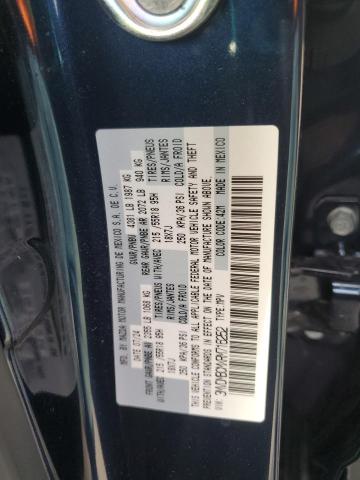 MFD BY: MAZDA MOTOR MANUFACTURING DE MEXICO S.A. DE C.V.
DATE: 07/24 GVWR/PNBV 4381 LB 1987 KG
FRONT GAWR/PNBE AV 2355 LB 1068 KG REAR GAWR/PNBE AR 2072 LB 940 KG
WITH/AVEC 215/55R18 95H TIRES/PNEUS WITH/AVEC 215/55R18 95H TIRES/PNEUS
18X7J RIMS/JANTES 18X7J RIMS/JANTES
250 KPA/36 PSI COLD/A FROID 250 KPA/36 PSI COLD/A FROID
THIS VEHICLE CONFORMS TO ALL APPLICABLE FEDERAL MOTOR VEHICLE SAFETY
STANDARDS IN EFFECT ON THE DATE OF MANUFACTURE SHOWN ABOVE.
TYPE: MPV COLOR CODE: 42M MADE IN MEXICO
VIN: